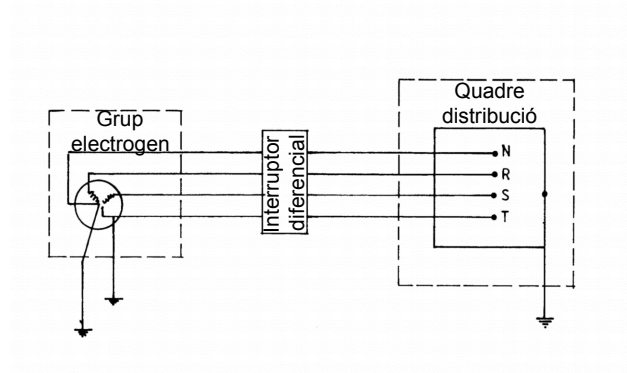 Grup
electrogen
Interruptor
diferencial
Quadre
distribució
N
R
S
T